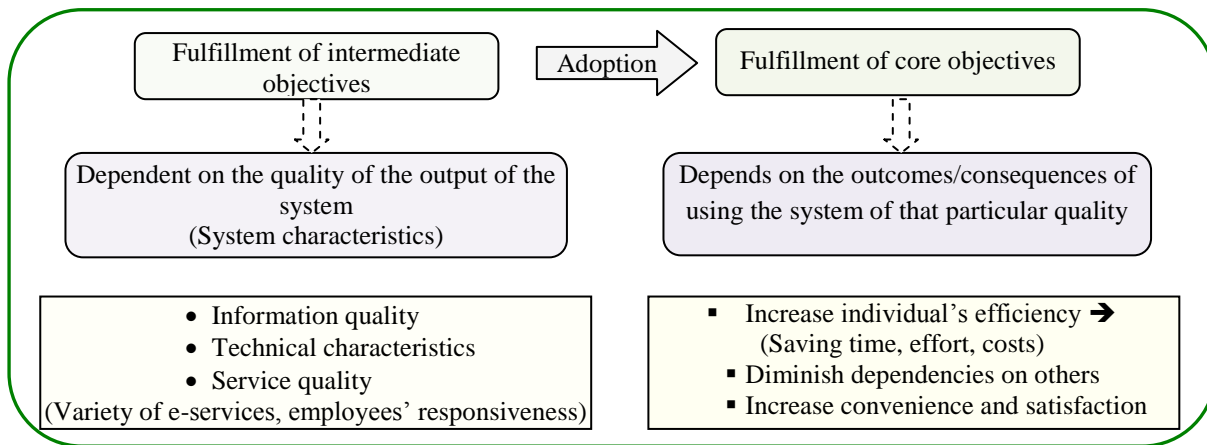 Fulfillment of intermediate
objectives
Adoption
Fulfillment of core objectives
Dependent on the quality of the output of the
system
(System characteristics)
Depends on the outcomes/consequences of
using the system of that particular quality
• Information quality
• Technical characteristics
• Service quality
(Variety of e-services, employees’ responsiveness)
▪ Increase individual’s efficiency ➔
(Saving time, effort, costs)
▪ Diminish dependencies on others
▪ Increase convenience and satisfaction